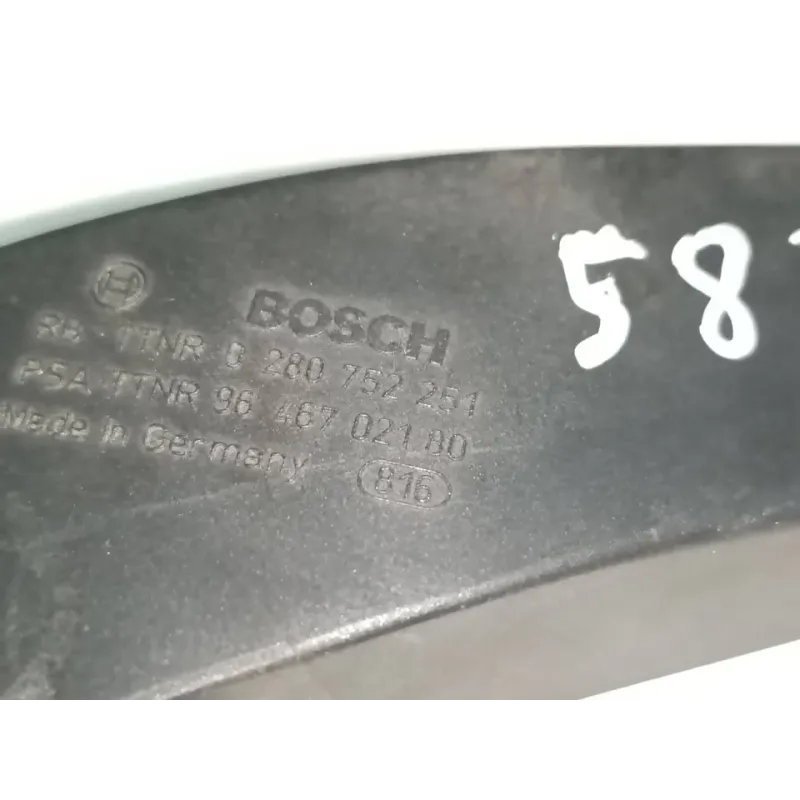 BOSCH
RB - TTNR 0 280 752 251
PSA TTNR 96 467 021 80
Made in Germany
816
58